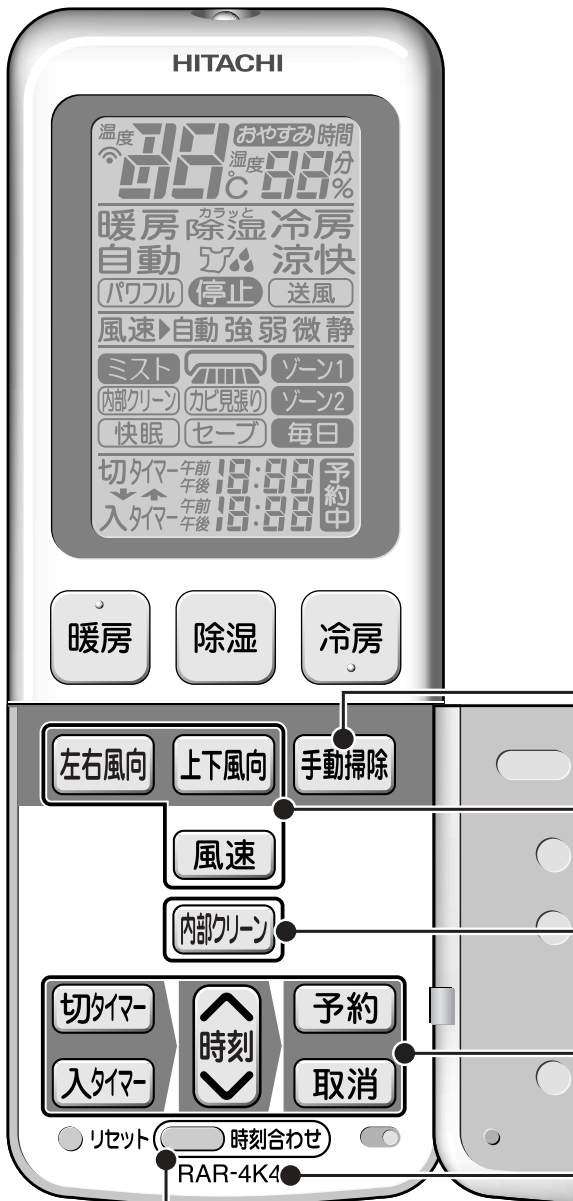 HITACHI
温度 おやすみ 時間
88℃ 湿度 88 分 %
カラッと
暖房 除湿 冷房
自動 涼快
パワフル 停止 送風
風速▶自動 強 弱 微 静
ミスト ゾーン1
内部クリーン カビ見張り ゾーン2
快眠 セーブ 毎日
切タイマー 午前 午後 18:88 予約中
入タイマー 午前 午後 18:88
暖房 除湿 冷房
左右風向 上下風向 手動掃除
風速
内部クリーン
切タイマー 時刻 予約
入タイマー 取消
リセット 時刻合わせ
RAR-4K4